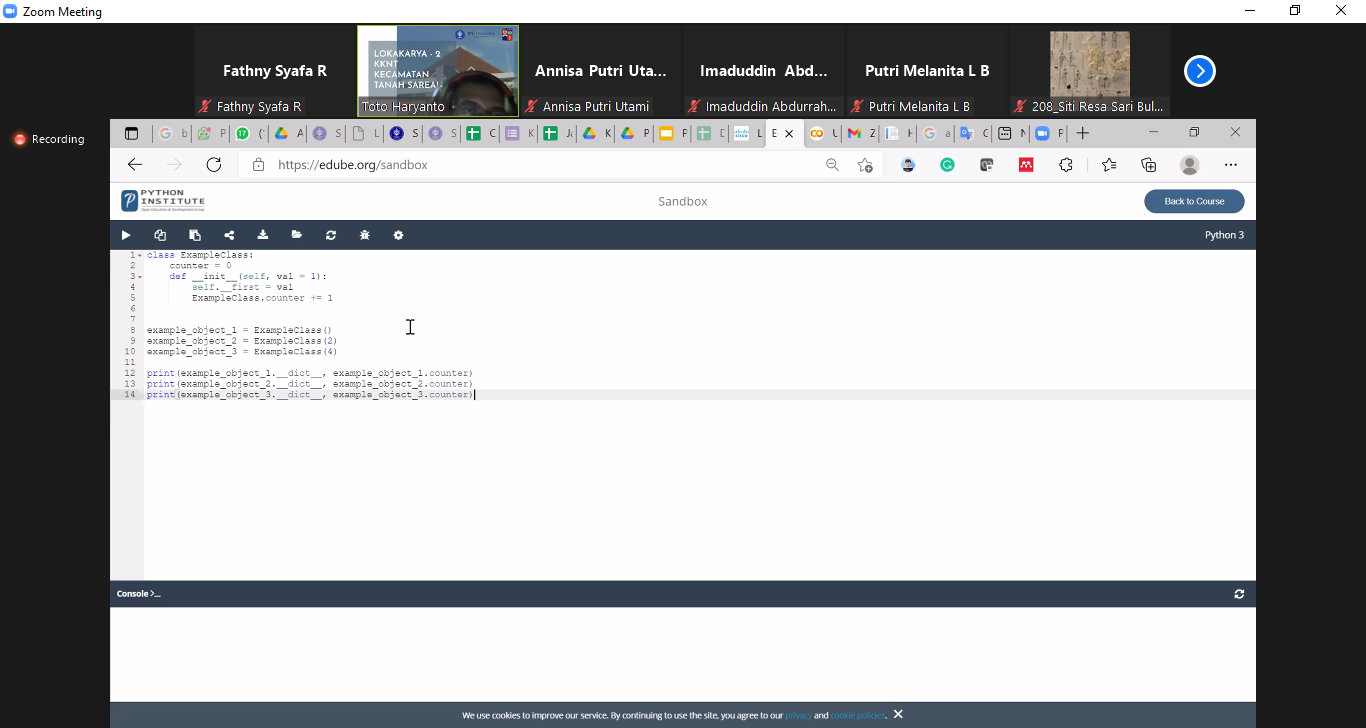 Zoom Meeting
Recording
Fathny Syafa R
Fathny Syafa R
LOKAKARYA - 2
KKNT
KECAMATAN
TANAH SAREAL
Toto Haryanto
Annisa Putri Uta...
Annisa Putri Utami
Imaduddin Abd...
Imaduddin Abdurrah...
Putri Melanita L B
Putri Melanita L B
208_Siti Resa Sari Bul...
https://edube.org/sandbox
PYTHON
INSTITUTE
Open Education & Development Group
Sandbox
Back to Course
Python 3
1 class ExampleClass:
2 counter = 0
3 def __init__(self, val = 1):
4 self.__first = val
5 ExampleClass.counter += 1
6
7
8 example_object_1 = ExampleClass()
9 example_object_2 = ExampleClass(2)
10 example_object_3 = ExampleClass(4)
11
12 print(example_object_1.__dict__, example_object_1.counter)
13 print(example_object_2.__dict__, example_object_2.counter)
14 print(example_object_3.__dict__, example_object_3.counter)
Console >_
We use cookies to improve our service. By continuing to use the site, you agree to our privacy and cookie policies.